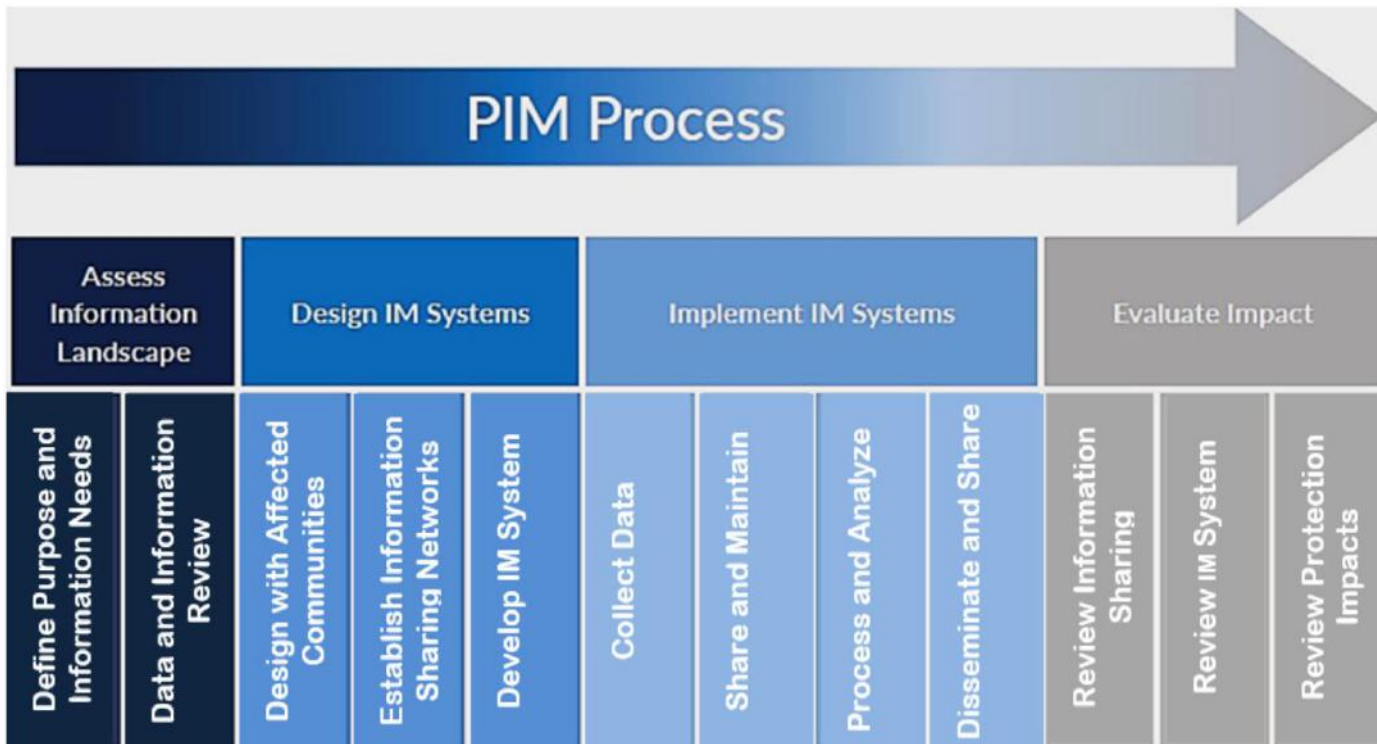 PIM Process
Assess
Information
Landscape
Design IM Systems
Implement IM Systems
Evaluate Impact
Define Purpose and
Information Needs
Data and Information
Review
Design with Affected
Communities
Establish Information
Sharing Networks
Develop IM System
Collect Data
Share and Maintain
Process and Analyze
Disseminate and Share
Review Information
Sharing
Review IM System
Review Protection
Impacts